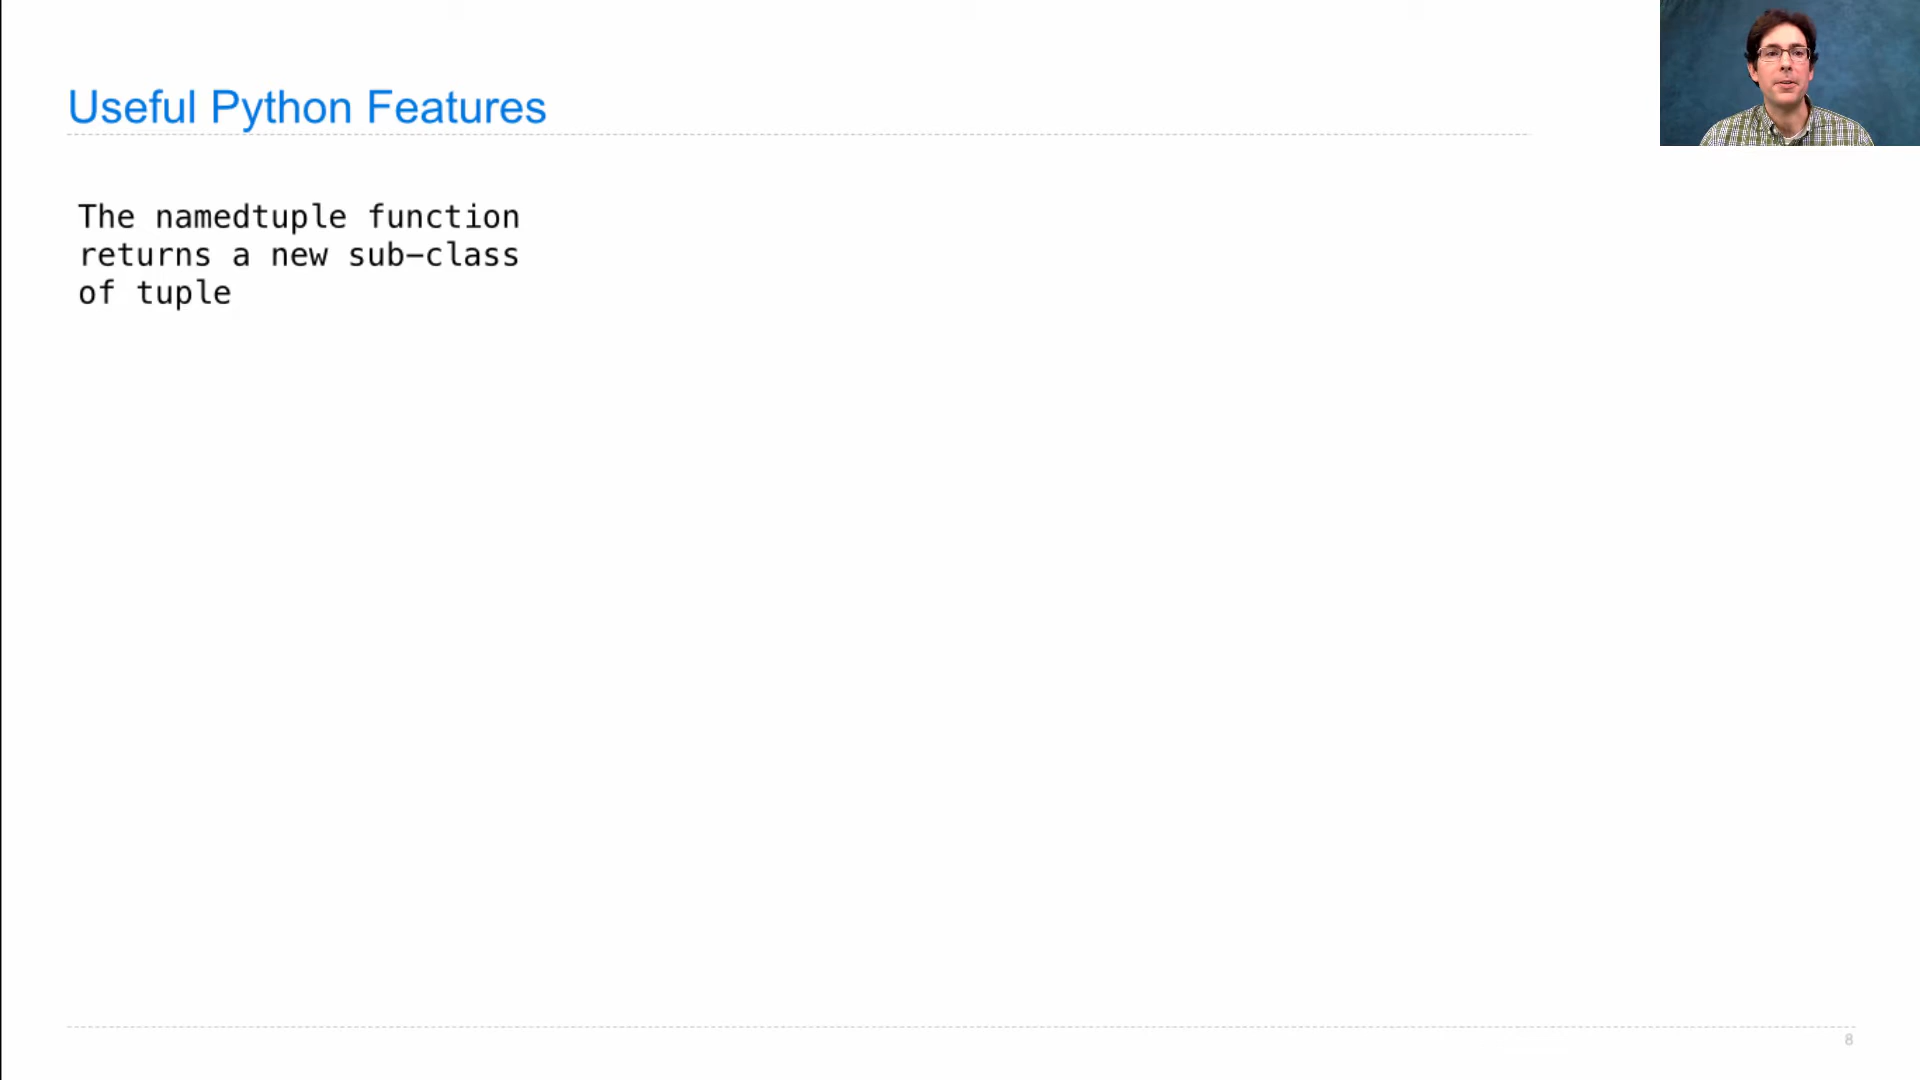 Useful Python Features
The namedtuple function
returns a new sub-class
of tuple
8